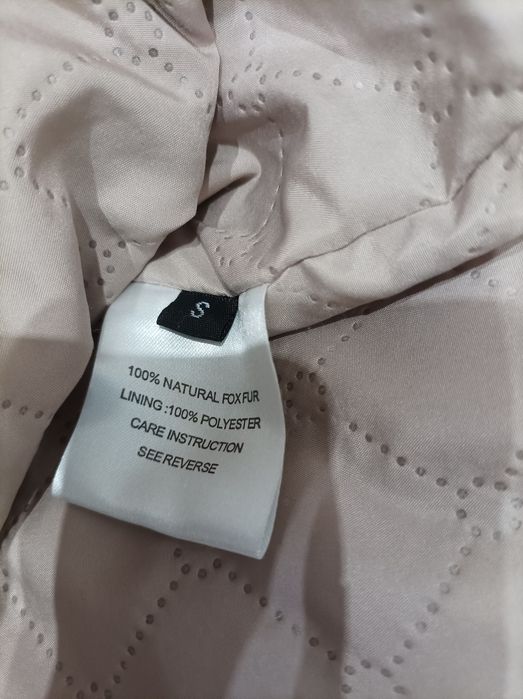 S
100% NATURAL FOX FUR
LINING :100% POLYESTER
CARE INSTRUCTION
SEE REVERSE